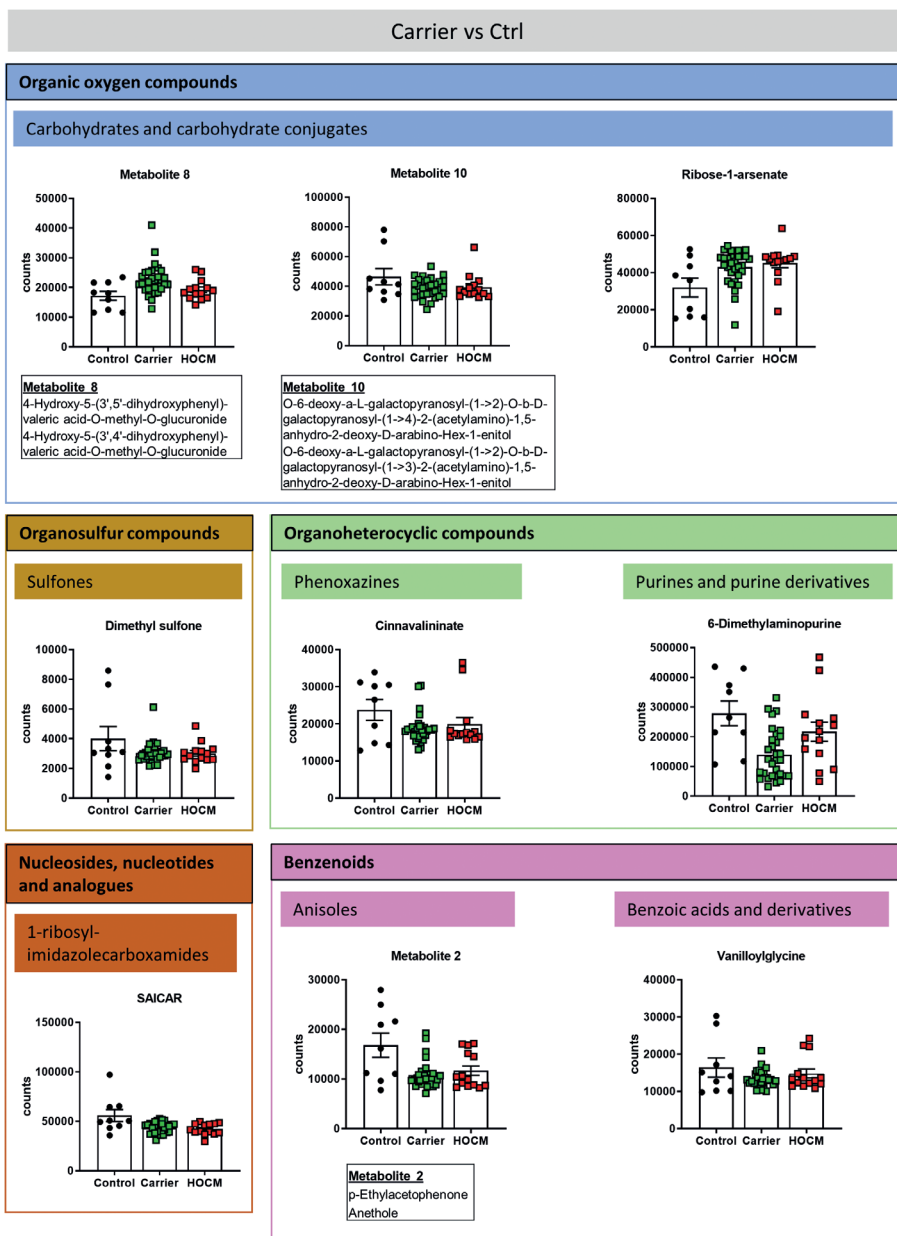 Carrier vs Ctrl
Organic oxygen compounds
Carbohydrates and carbohydrate conjugates
Metabolite 8
50000
40000
30000
20000
10000
0
counts
Control Carrier HOCM
Metabolite 8
4-Hydroxy-5-(3',5'-dihydroxyphenyl)-
valeric acid-O-methyl-O-glucuronide
4-Hydroxy-5-(3',4'-dihydroxyphenyl)-
valeric acid-O-methyl-O-glucuronide
Metabolite 10
100000
80000
60000
40000
20000
0
counts
Control Carrier HOCM
Metabolite 10
O-6-deoxy-a-L-galactopyranosyl-(1->2)-O-b-D-
galactopyranosyl-(1->4)-2-(acetylamino)-1,5-
anhydro-2-deoxy-D-arabino-Hex-1-enitol
O-6-deoxy-a-L-galactopyranosyl-(1->2)-O-b-D-
galactopyranosyl-(1->3)-2-(acetylamino)-1,5-
anhydro-2-deoxy-D-arabino-Hex-1-enitol
Ribose-1-arsenate
80000
60000
40000
20000
0
counts
Control Carrier HOCM
Organosulfur compounds
Sulfones
Dimethyl sulfone
10000
8000
6000
4000
2000
0
counts
Control Carrier HOCM
Organoheterocyclic compounds
Phenoxazines
Cinnavalininate
40000
30000
20000
10000
0
counts
Control Carrier HOCM
Purines and purine derivatives
6-Dimethylaminopurine
500000
400000
300000
200000
100000
0
counts
Control Carrier HOCM
Nucleosides, nucleotides
and analogues
1-ribosyl-
imidazolecarboxamides
SAICAR
150000
100000
50000
0
counts
Control Carrier HOCM
Benzenoids
Anisoles
Metabolite 2
30000
20000
10000
0
counts
Control Carrier HOCM
Metabolite 2
p-Ethylacetophenone
Anethole
Benzoic acids and derivatives
Vanilloylglycine
40000
30000
20000
10000
0
counts
Control Carrier HOCM